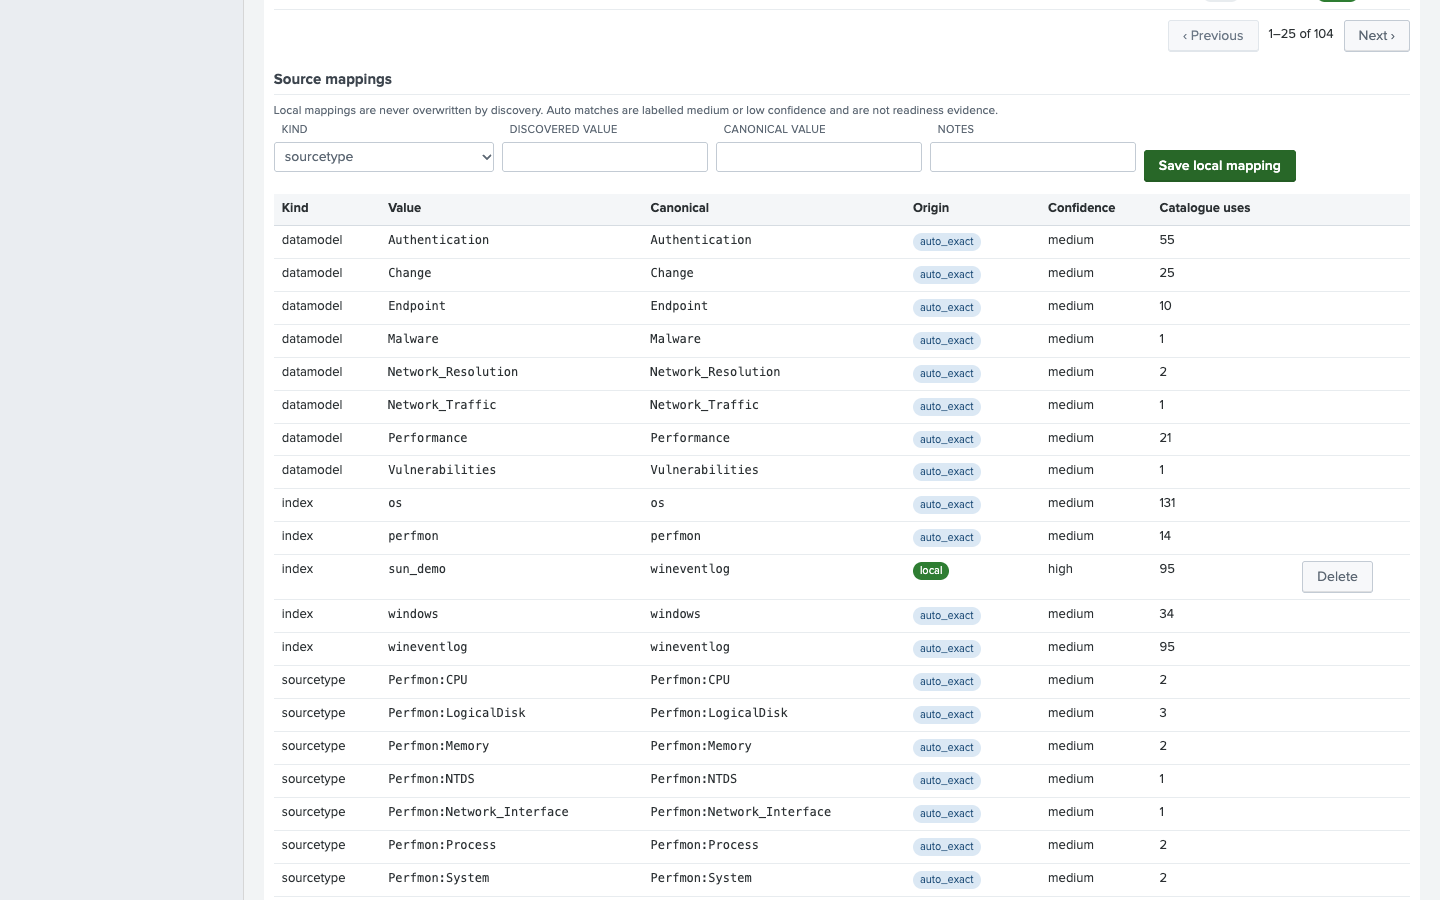 ‹ Previous 1–25 of 104 Next ›
Source mappings
Local mappings are never overwritten by discovery. Auto matches are labelled medium or low confidence and are not readiness evidence.
KIND DISCOVERED VALUE CANONICAL VALUE NOTES
sourcetype Save local mapping
Kind Value Canonical Origin Confidence Catalogue uses
datamodel Authentication Authentication auto_exact medium 55
datamodel Change Change auto_exact medium 25
datamodel Endpoint Endpoint auto_exact medium 10
datamodel Malware Malware auto_exact medium 1
datamodel Network_Resolution Network_Resolution auto_exact medium 2
datamodel Network_Traffic Network_Traffic auto_exact medium 1
datamodel Performance Performance auto_exact medium 21
datamodel Vulnerabilities Vulnerabilities auto_exact medium 1
index os os auto_exact medium 131
index perfmon perfmon auto_exact medium 14
index sun_demo wineventlog local high 95 Delete
index windows windows auto_exact medium 34
index wineventlog wineventlog auto_exact medium 95
sourcetype Perfmon:CPU Perfmon:CPU auto_exact medium 2
sourcetype Perfmon:LogicalDisk Perfmon:LogicalDisk auto_exact medium 3
sourcetype Perfmon:Memory Perfmon:Memory auto_exact medium 2
sourcetype Perfmon:NTDS Perfmon:NTDS auto_exact medium 1
sourcetype Perfmon:Network_Interface Perfmon:Network_Interface auto_exact medium 1
sourcetype Perfmon:Process Perfmon:Process auto_exact medium 2
sourcetype Perfmon:System Perfmon:System auto_exact medium 2